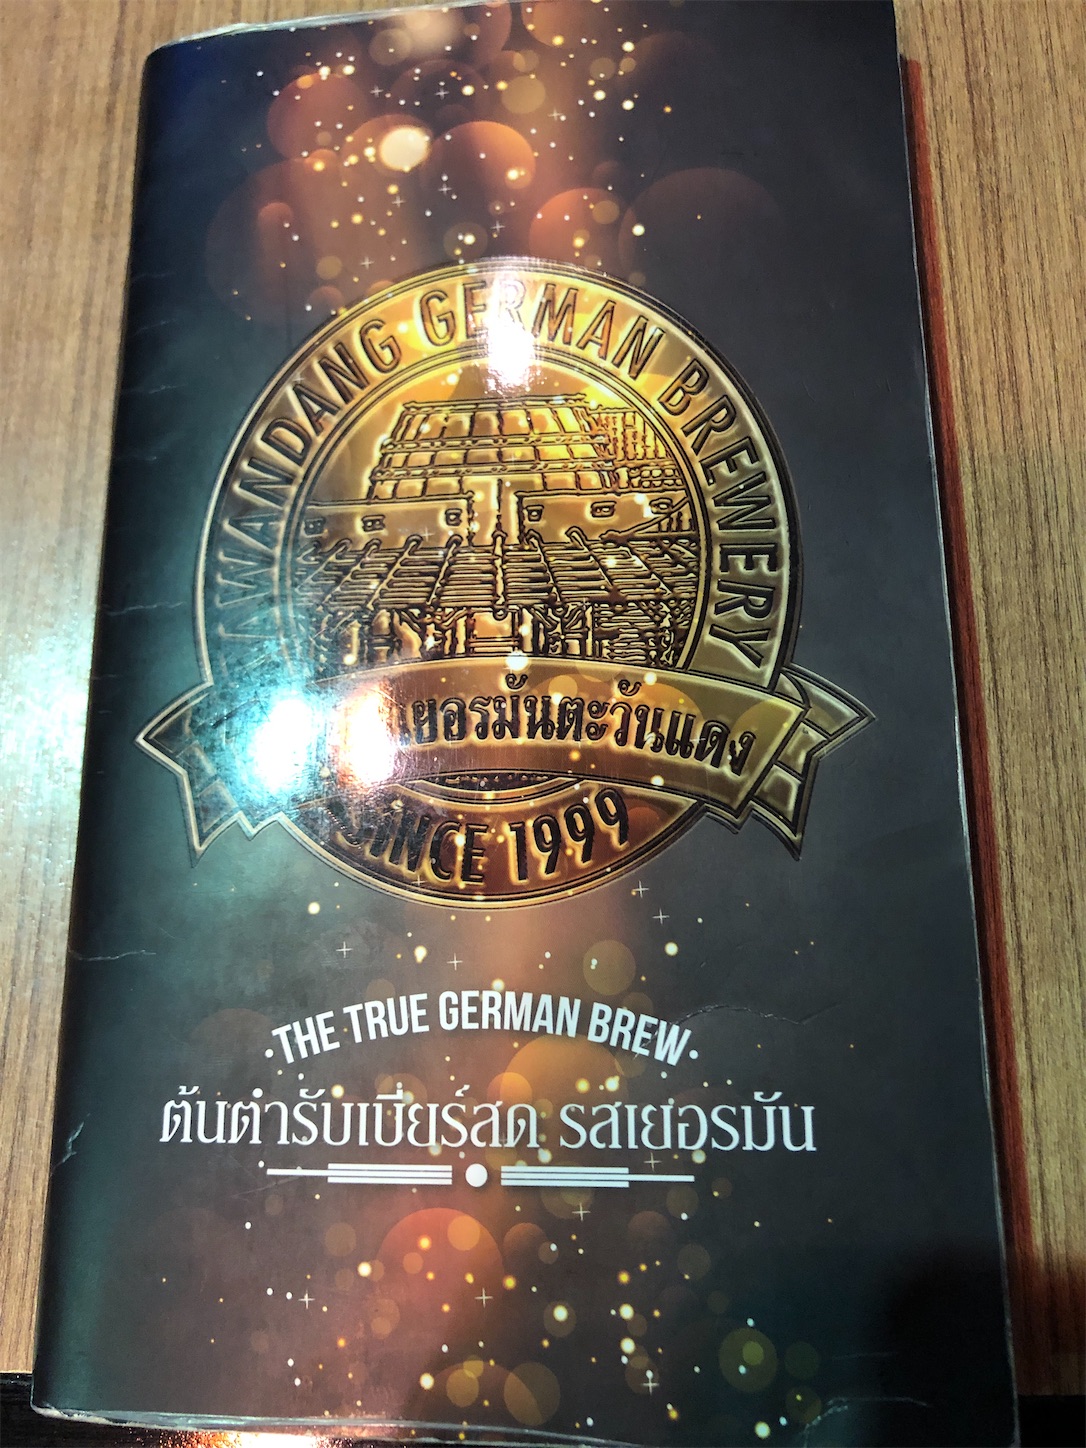 GERMAN BREWERY
เยอรมันตะวันแดง
SINCE 1999
THE TRUE GERMAN BREW
ต้นตำรับเบียร์สด รสเยอรมัน